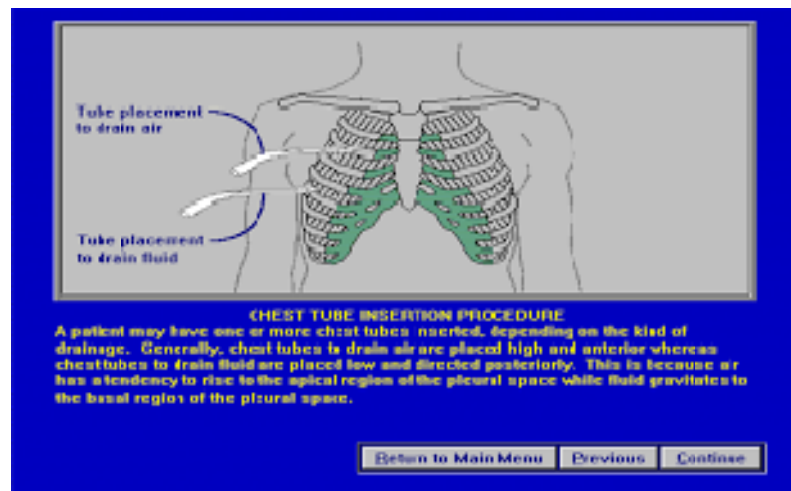 Tube placement
to drain air
Tube placement
to drain fluid
CHEST TUBE INSERTION PROCEDURE
A patient may have one or more chest tubes inserted, depending on the kind of
drainage. Generally, chest tubes to drain air are placed high and anterior whereas
chest tubes to drain fluid are placed low and directed posteriorly. This is because air
has a tendency to rise to the apical region of the pleural space while fluid gravitates to
the basal region of the pleural space.
Return to Main Menu
Previous
Continue